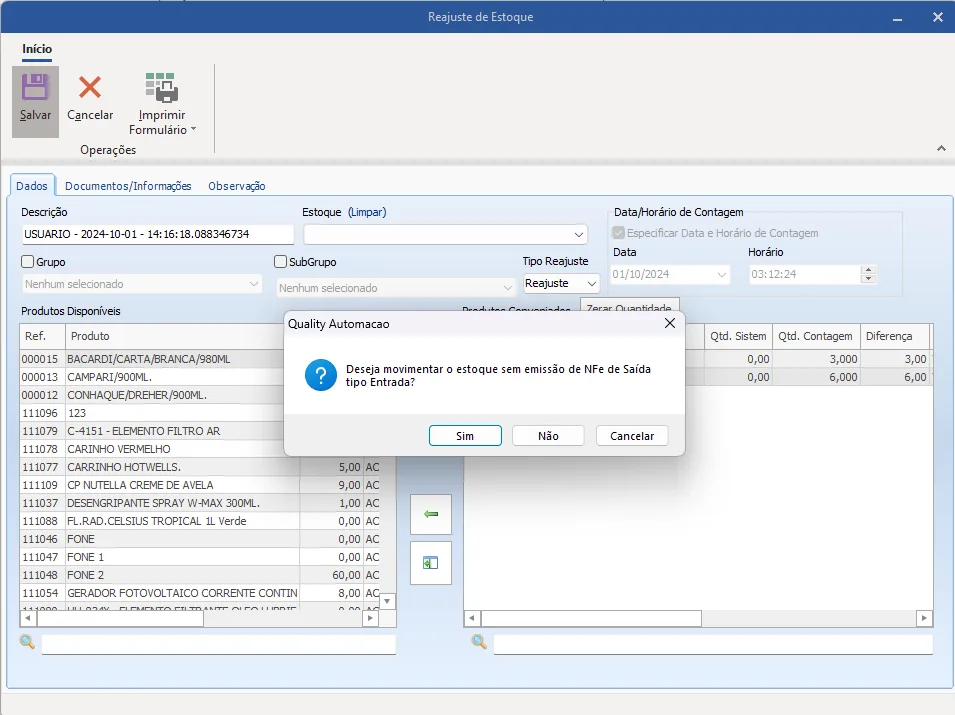 Reajuste de Estoque
Início
Salvar
Cancelar
Imprimir
Formulário
Operações
Dados
Documentos/Informações
Observação
Descrição
Estoque (Limpar)
Data/Horário de Contagem
USUARIO - 2024-10-01 - 14:16:18.088346734
Especificar Data e Horário de Contagem
Grupo
SubGrupo
Tipo Reajuste
Data
Horário
Nenhum selecionado
Nenhum selecionado
Reajuste
01/10/2024
03:12:24
Produtos Disponíveis
Zerar Quantidade
Quality Automacao
Ref.
Produto
Qtd. Sistem
Qtd. Contagem
Diferença
Deseja movimentar o estoque sem emissão de NFe de Saída
tipo Entrada?
Sim
Não
Cancelar
000015 BACARDI/CARTA/BRANCA/980ML
0,00 3,000 3,00
000013 CAMPARI/900ML.
0,00 6,000 6,00
000012 CONHAQUE/DREHER/900ML.
111096 123
111079 C-4151 - ELEMENTO FILTRO AR
111078 CARINHO VERMELHO
111077 CARRINHO HOTWELLS. 5,00 AC
111109 CP NUTELLA CREME DE AVELA 9,00 AC
111037 DESENGRIPANTE SPRAY W-MAX 300ML. 1,00 AC
111088 FL.RAD.CELSIUS TROPICAL 1L Verde 0,00 AC
111046 FONE 0,00 AC
111047 FONE 1 0,00 AC
111048 FONE 2 60,00 AC
111054 GERADOR FOTOVOLTAICO CORRENTE CONTIN 8,00 AC